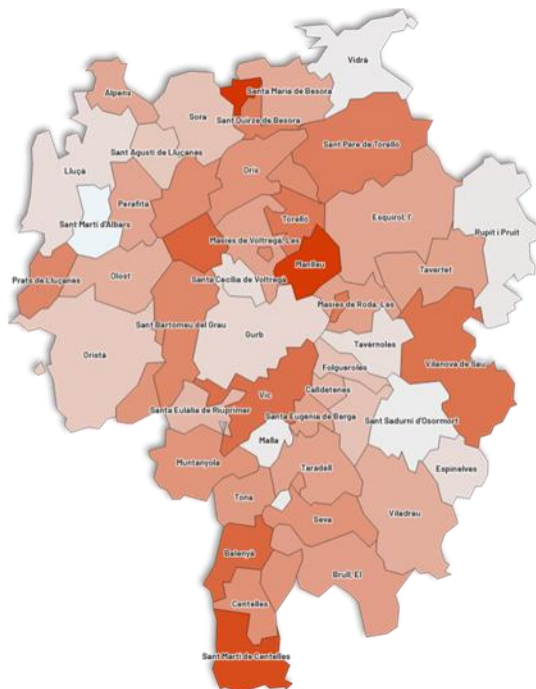 Vidrà
Alpens
Santa Maria de Besora
Sora
Sant Quirze de Besora
Sant Pere de Torelló
Sant Agustí de Lluçanès
Orís
Lluçà
Perafita
Sant Martí d'Albars
Torelló
Esquirol, l'
Rupit i Pruit
Masies de Voltregà, Les
Manlleu
Olost
Tavertet
Prats de Lluçanès
Santa Cecília de Voltregà
Masies de Roda, Les
Sant Bartomeu del Grau
Gurb
Tavèrnoles
Oristà
Vilanova de Sau
Folgueroles
Vic
Calldetenes
Santa Eulàlia de Riuprimer
Santa Eugènia de Berga
Sant Sadurní d'Osormort
Malla
Muntanyola
Taradell
Espinelves
Tona
Viladrau
Seva
Balenyà
Brull, El
Centelles
Sant Martí de Centelles